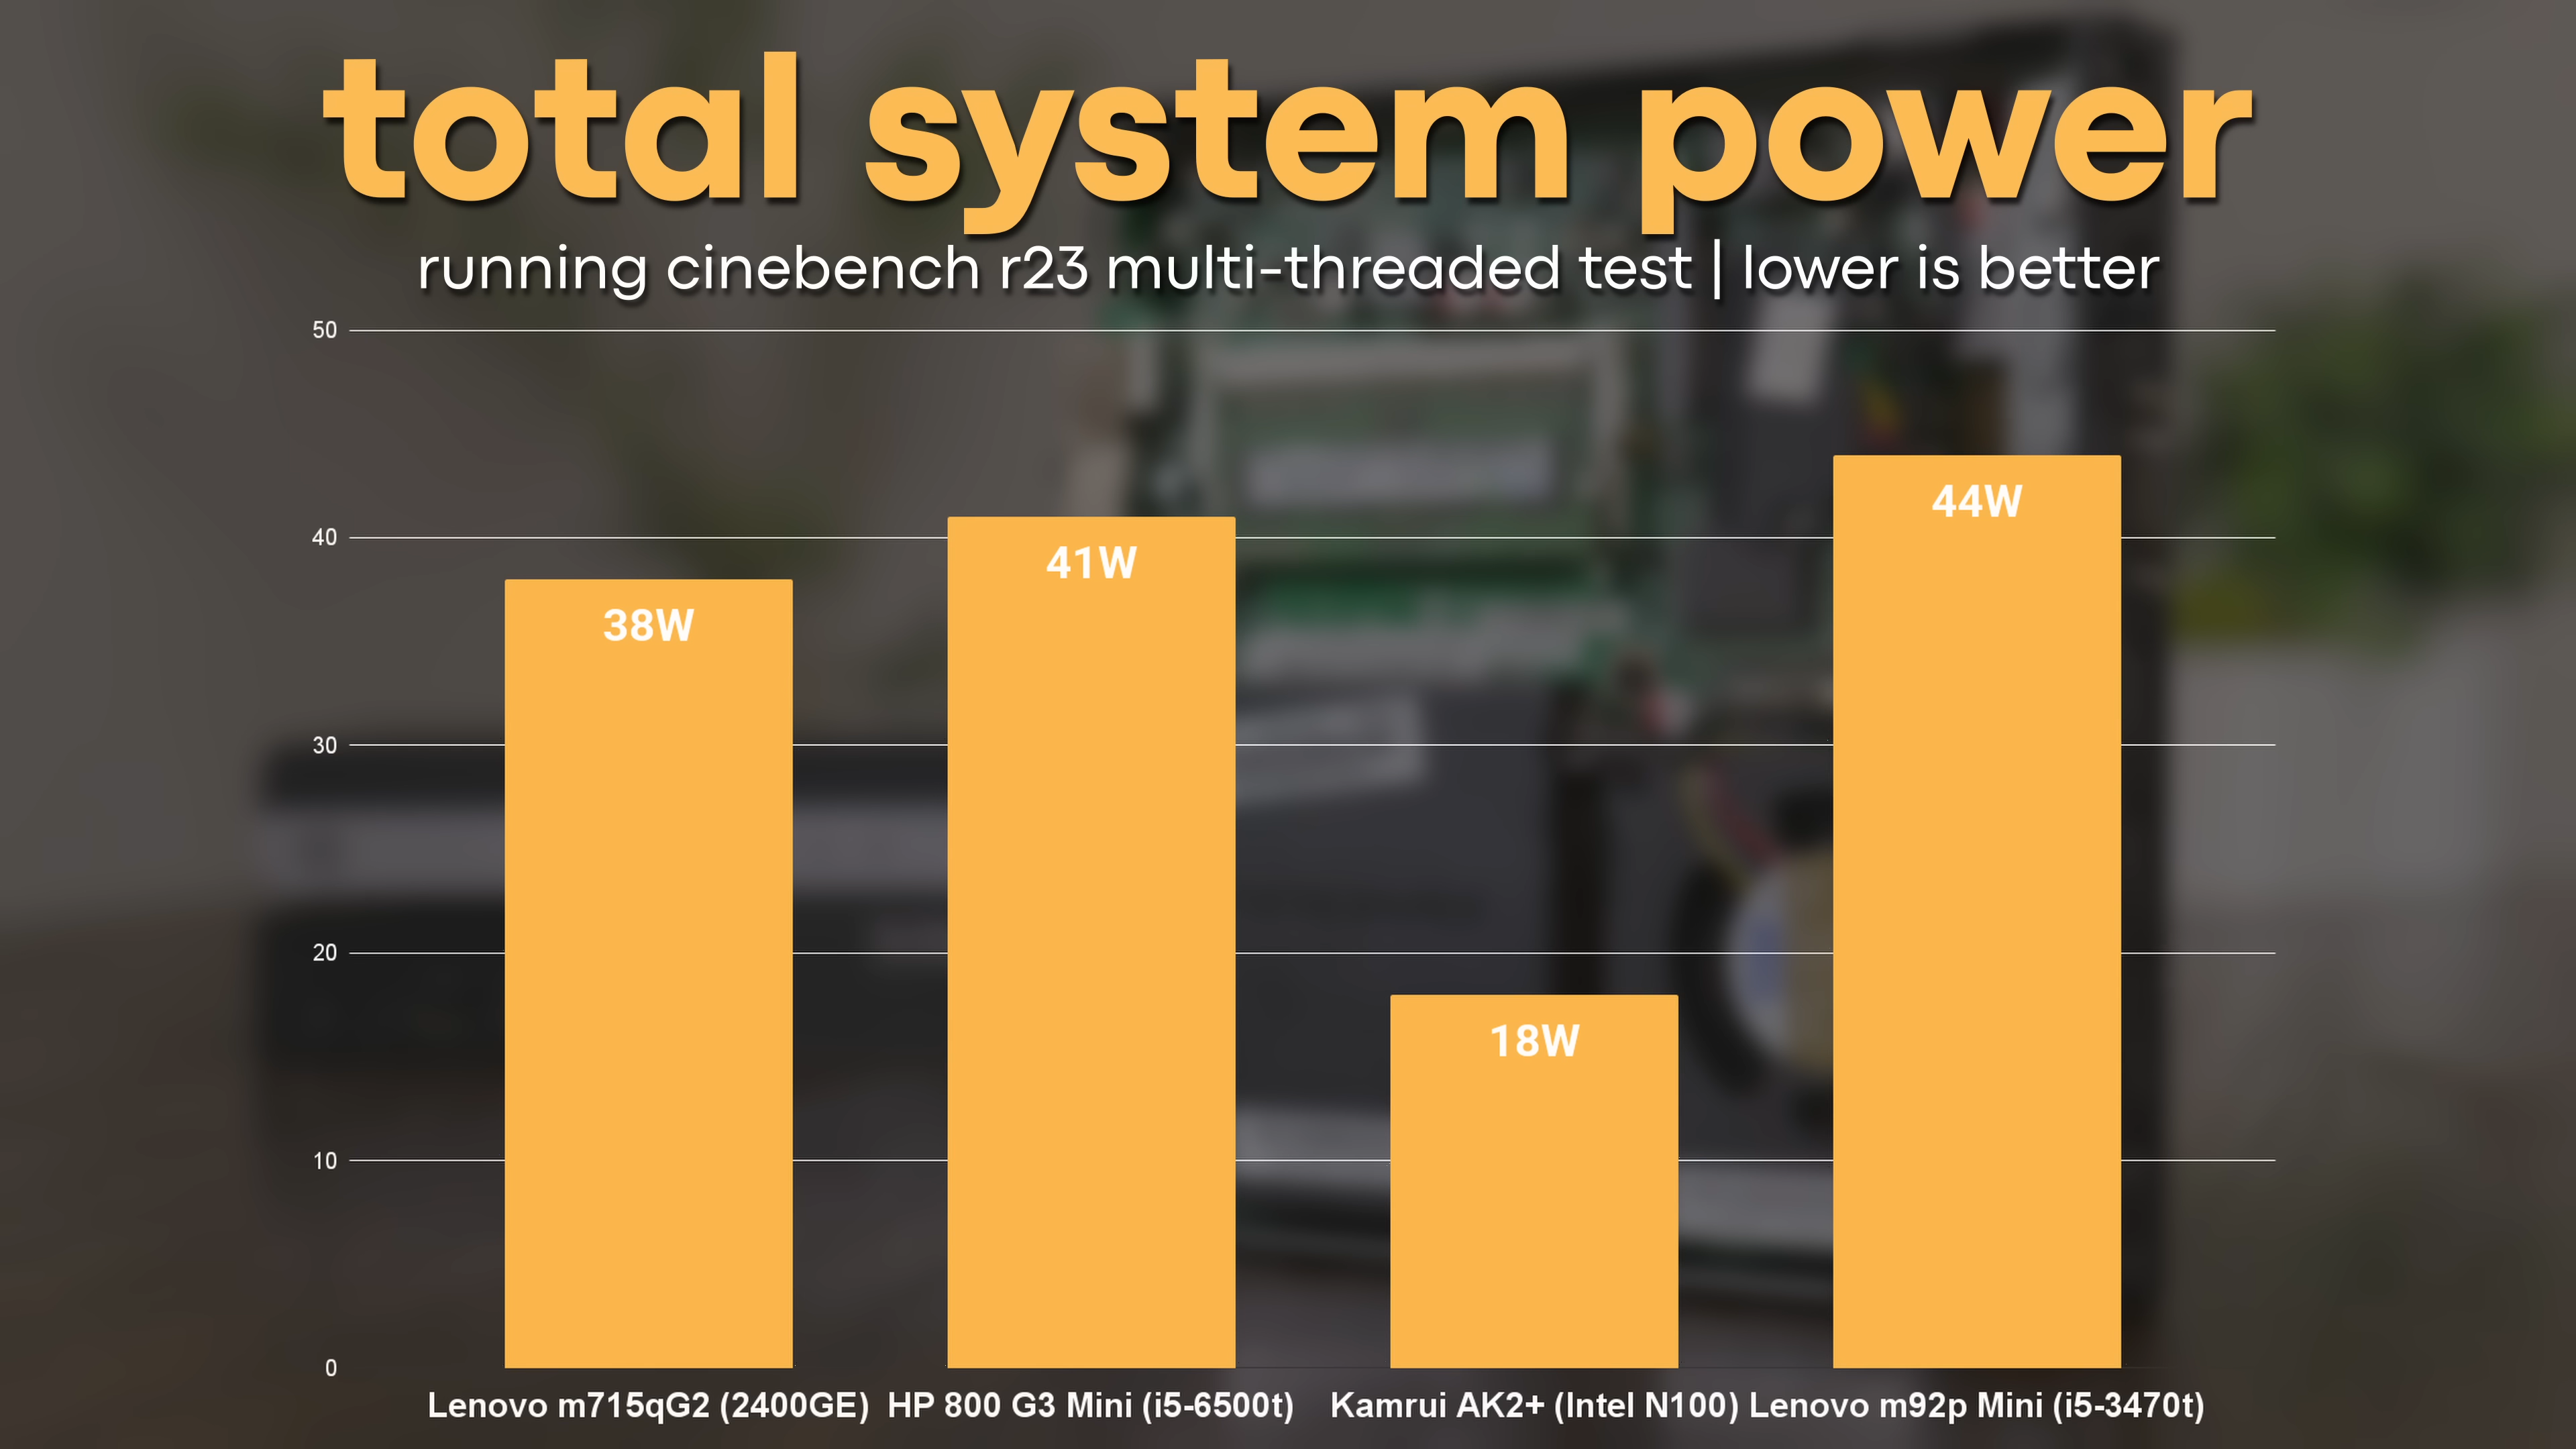 total system power
running cinebench r23 multi-threaded test | lower is better
50
40
30
20
10
0
38W
41W
18W
44W
Lenovo m715qG2 (2400GE) HP 800 G3 Mini (i5-6500t) Kamrui AK2+ (Intel N100) Lenovo m92p Mini (i5-3470t)